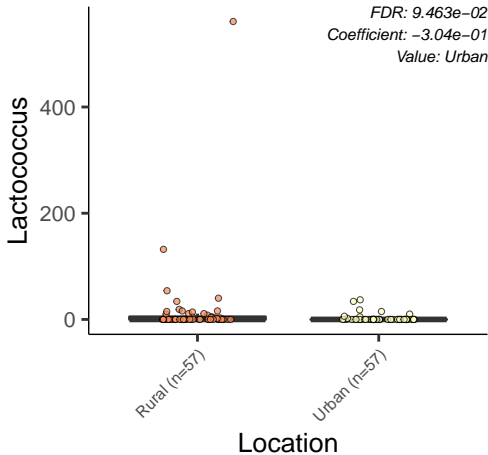 FDR: 9.463e−02
Coefficient: −3.04e−01
Value: Urban
Lactococcus
400
200
0
Rural (n=57)
Urban (n=57)
Location